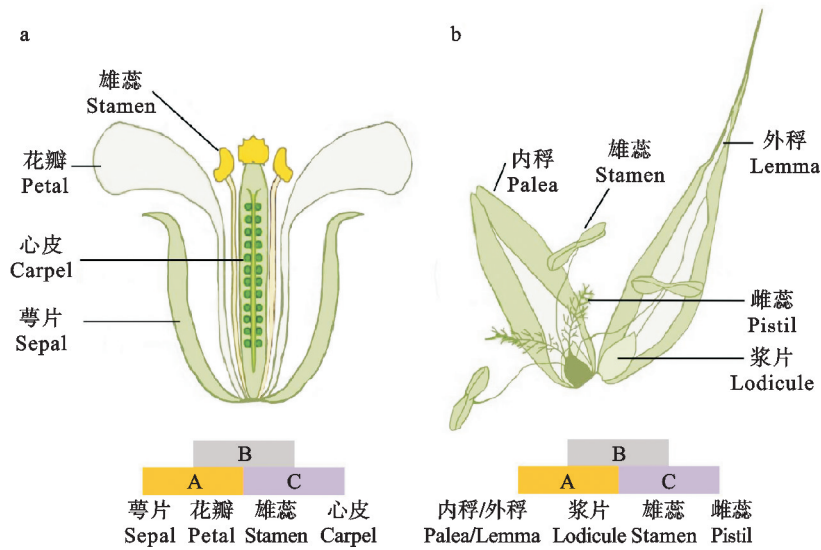 a
雄蕊
Stamen
花瓣
Petal
心皮
Carpel
萼片
Sepal
B
A
C
萼片 花瓣 雄蕊 心皮
Sepal Petal Stamen Carpel
b
内稃
Palea
雄蕊
Stamen
外稃
Lemma
雌蕊
Pistil
浆片
Lodicule
B
A
C
内稃/外稃 浆片 雄蕊 雌蕊
Palea/Lemma Lodicule Stamen Pistil